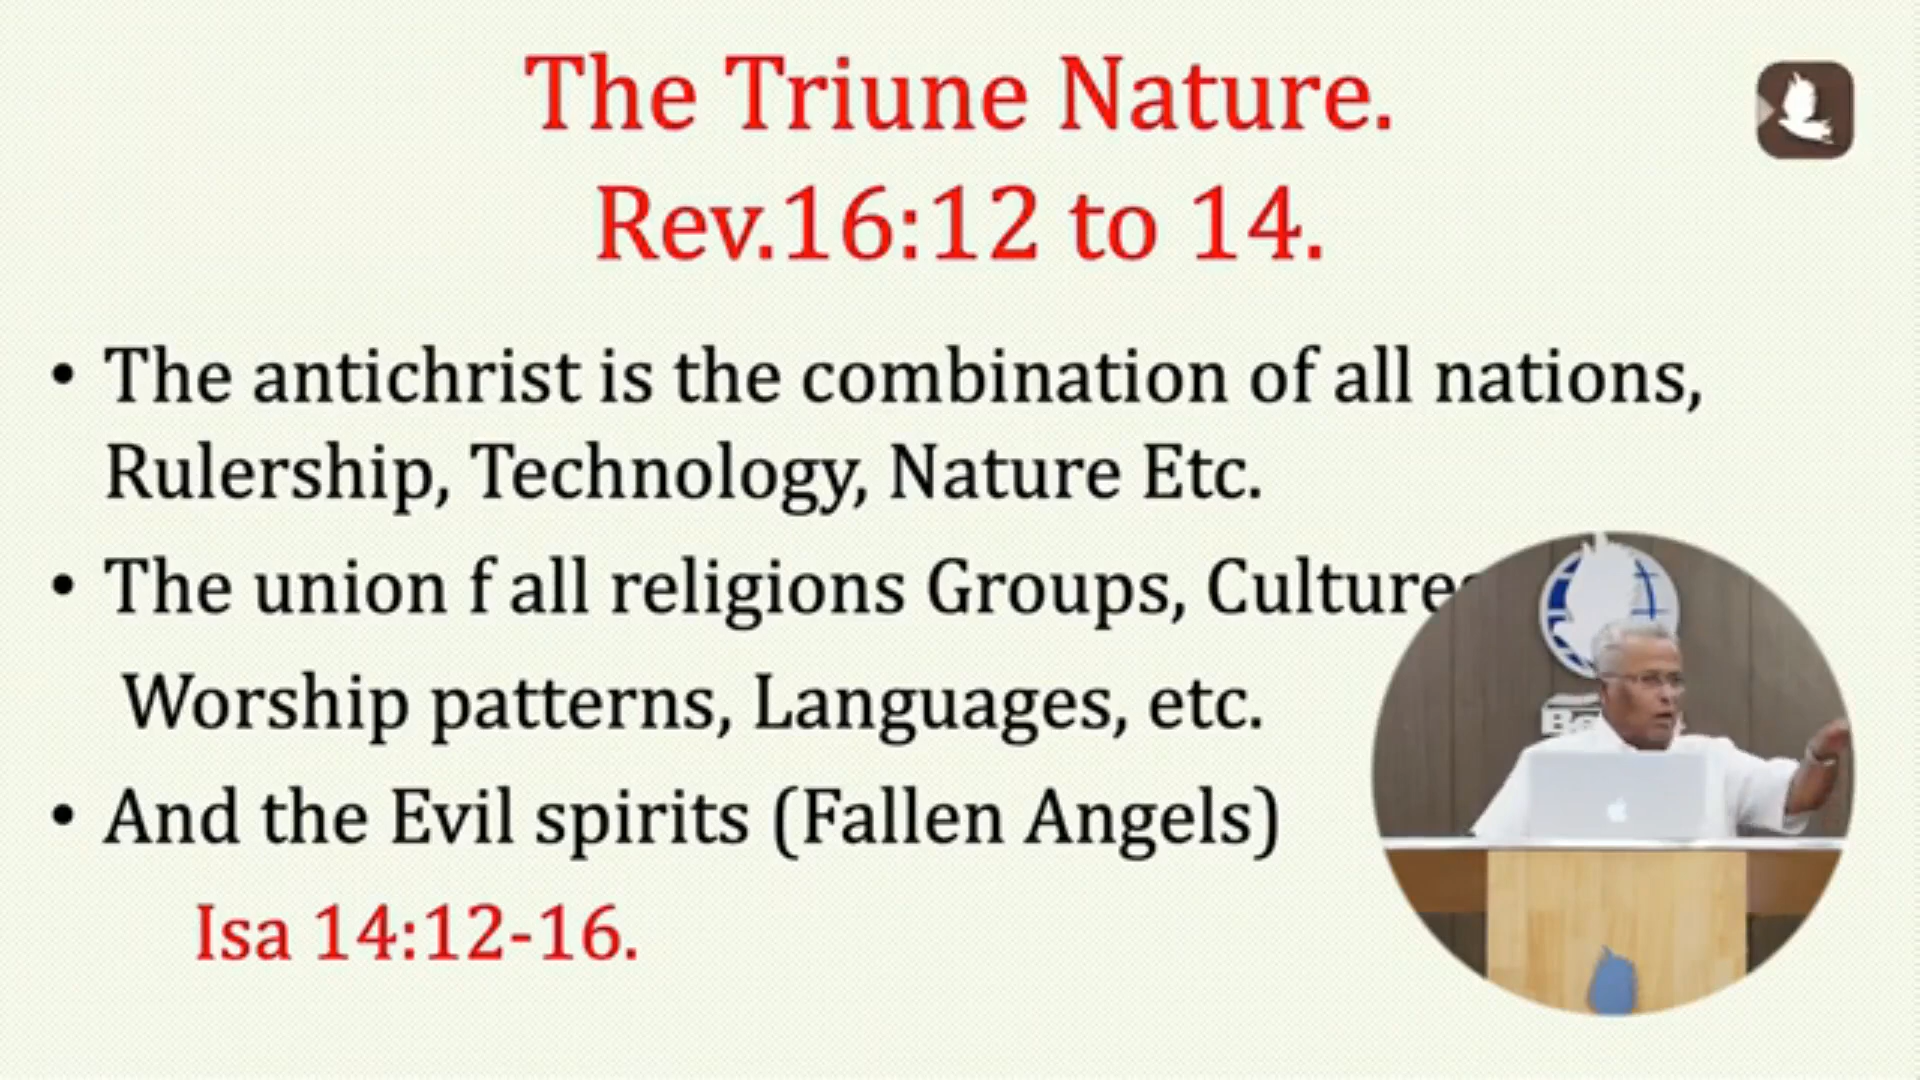 The Triune Nature.
Rev.16:12 to 14.
• The antichrist is the combination of all nations,
Rulership, Technology, Nature Etc.
• The union f all religions Groups, Cultures
Worship patterns, Languages, etc.
• And the Evil spirits (Fallen Angels)
Isa 14:12-16.